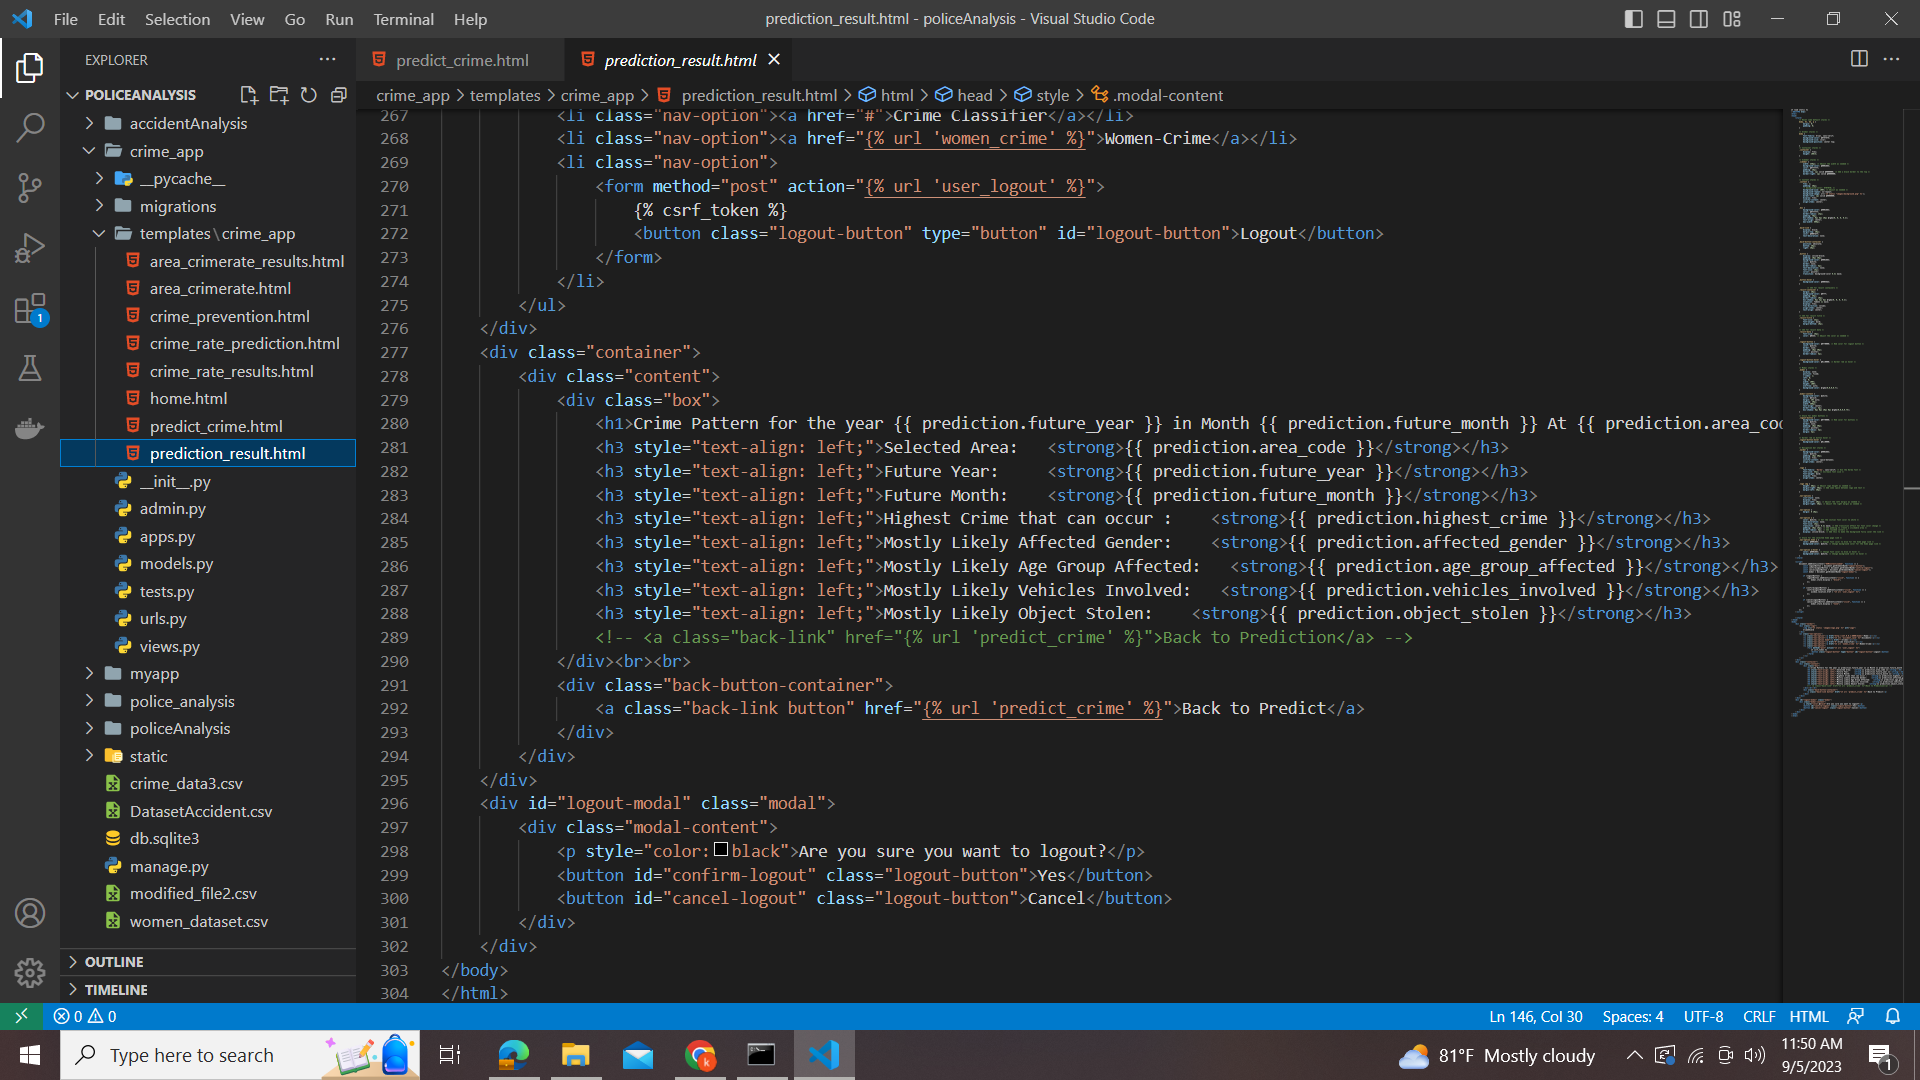 File Edit Selection View Go Run Terminal Help
prediction_result.html - policeAnalysis - Visual Studio Code
EXPLORER
predict_crime.html
prediction_result.html
POLICEANALYSIS
crime_app > templates > crime_app > prediction_result.html > html > head > style > .modal-content
accidentAnalysis
crime_app
__pycache__
migrations
templates\crime_app
area_crimerate_results.html
area_crimerate.html
crime_prevention.html
crime_rate_prediction.html
crime_rate_results.html
home.html
predict_crime.html
prediction_result.html
__init__.py
admin.py
apps.py
models.py
tests.py
urls.py
views.py
myapp
police_analysis
policeAnalysis
static
crime_data3.csv
DatasetAccident.csv
db.sqlite3
manage.py
modified_file2.csv
women_dataset.csv
OUTLINE
TIMELINE
1
267 <li class="nav-option"><a href="#">Crime Classifier</a></li>
268 <li class="nav-option"><a href="{% url 'women_crime' %}">Women-Crime</a></li>
269 <li class="nav-option">
270 <form method="post" action="{% url 'user_logout' %}">
271 {% csrf_token %}
272 <button class="logout-button" type="button" id="logout-button">Logout</button>
273 </form>
274 </li>
275 </ul>
276 </div>
277 <div class="container">
278 <div class="content">
279 <div class="box">
280 <h1>Crime Pattern for the year {{ prediction.future_year }} in Month {{ prediction.future_month }} At {{ prediction.area_cod
281 <h3 style="text-align: left;">Selected Area: <strong>{{ prediction.area_code }}</strong></h3>
282 <h3 style="text-align: left;">Future Year: <strong>{{ prediction.future_year }}</strong></h3>
283 <h3 style="text-align: left;">Future Month: <strong>{{ prediction.future_month }}</strong></h3>
284 <h3 style="text-align: left;">Highest Crime that can occur : <strong>{{ prediction.highest_crime }}</strong></h3>
285 <h3 style="text-align: left;">Mostly Likely Affected Gender: <strong>{{ prediction.affected_gender }}</strong></h3>
286 <h3 style="text-align: left;">Mostly Likely Age Group Affected: <strong>{{ prediction.age_group_affected }}</strong></h3>
287 <h3 style="text-align: left;">Mostly Likely Vehicles Involved: <strong>{{ prediction.vehicles_involved }}</strong></h3>
288 <h3 style="text-align: left;">Mostly Likely Object Stolen: <strong>{{ prediction.object_stolen }}</strong></h3>
289 <!-- <a class="back-link" href="{% url 'predict_crime' %}">Back to Prediction</a> -->
290 </div><br><br>
291 <div class="back-button-container">
292 <a class="back-link button" href="{% url 'predict_crime' %}">Back to Predict</a>
293 </div>
294 </div>
295 </div>
296 <div id="logout-modal" class="modal">
297 <div class="modal-content">
298 <p style="color:black">Are you sure you want to logout?</p>
299 <button id="confirm-logout" class="logout-button">Yes</button>
300 <button id="cancel-logout" class="logout-button">Cancel</button>
301 </div>
302 </div>
303 </body>
304 </html>
0 0
Ln 146, Col 30 Spaces: 4 UTF-8 CRLF HTML
Type here to search
k
81°F Mostly cloudy
11:50 AM
9/5/2023
1